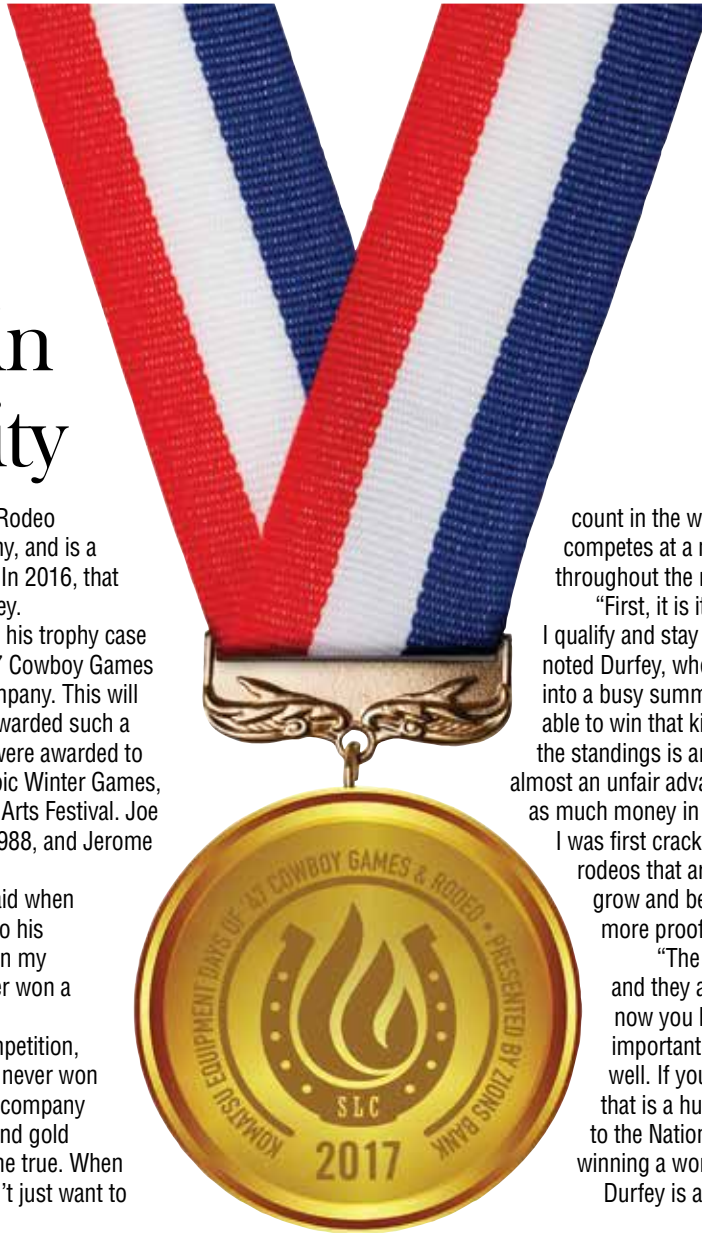 ity
Rodeo
ny, and is a
In 2016, that
ey.
his trophy case
7 Cowboy Games
mpany. This will
warded such a
were awarded to
pic Winter Games,
Arts Festival. Joe
988, and Jerome
aid when
o his
n my
er won a
mpetition,
never won
company
nd gold
ne true. When
't just want to
KOMATSU EQUIPMENT DAYS OF '47 COWBOY GAMES & RODEO • PRESENTED BY ZIONS BANK
SLC
2017
count in the w
competes at a r
throughout the r
“First, it is it
I qualify and stay
noted Durfey, who
into a busy summ
able to win that ki
the standings is an
almost an unfair adva
as much money in
I was first crack
rodeos that ar
grow and be
more proof
“The
and they a
now you h
important
well. If you
that is a hu
to the Nation
winning a wor
Durfey is a